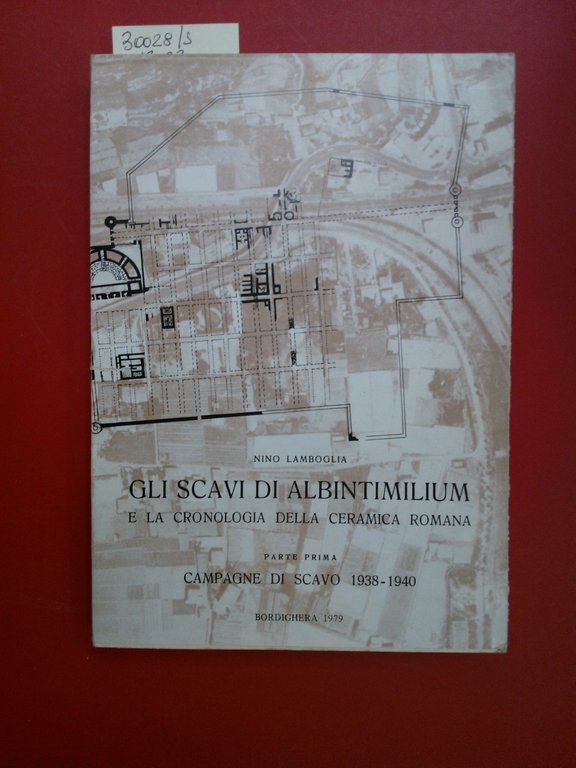 30028/s
NINO LAMBOGLIA
GLI SCAVI DI ALBINTIMILIUM
E LA CRONOLOGIA DELLA CERAMICA ROMANA
PARTE PRIMA
CAMPAGNE DI SCAVO 1938-1940
BORDIGHERA 1979